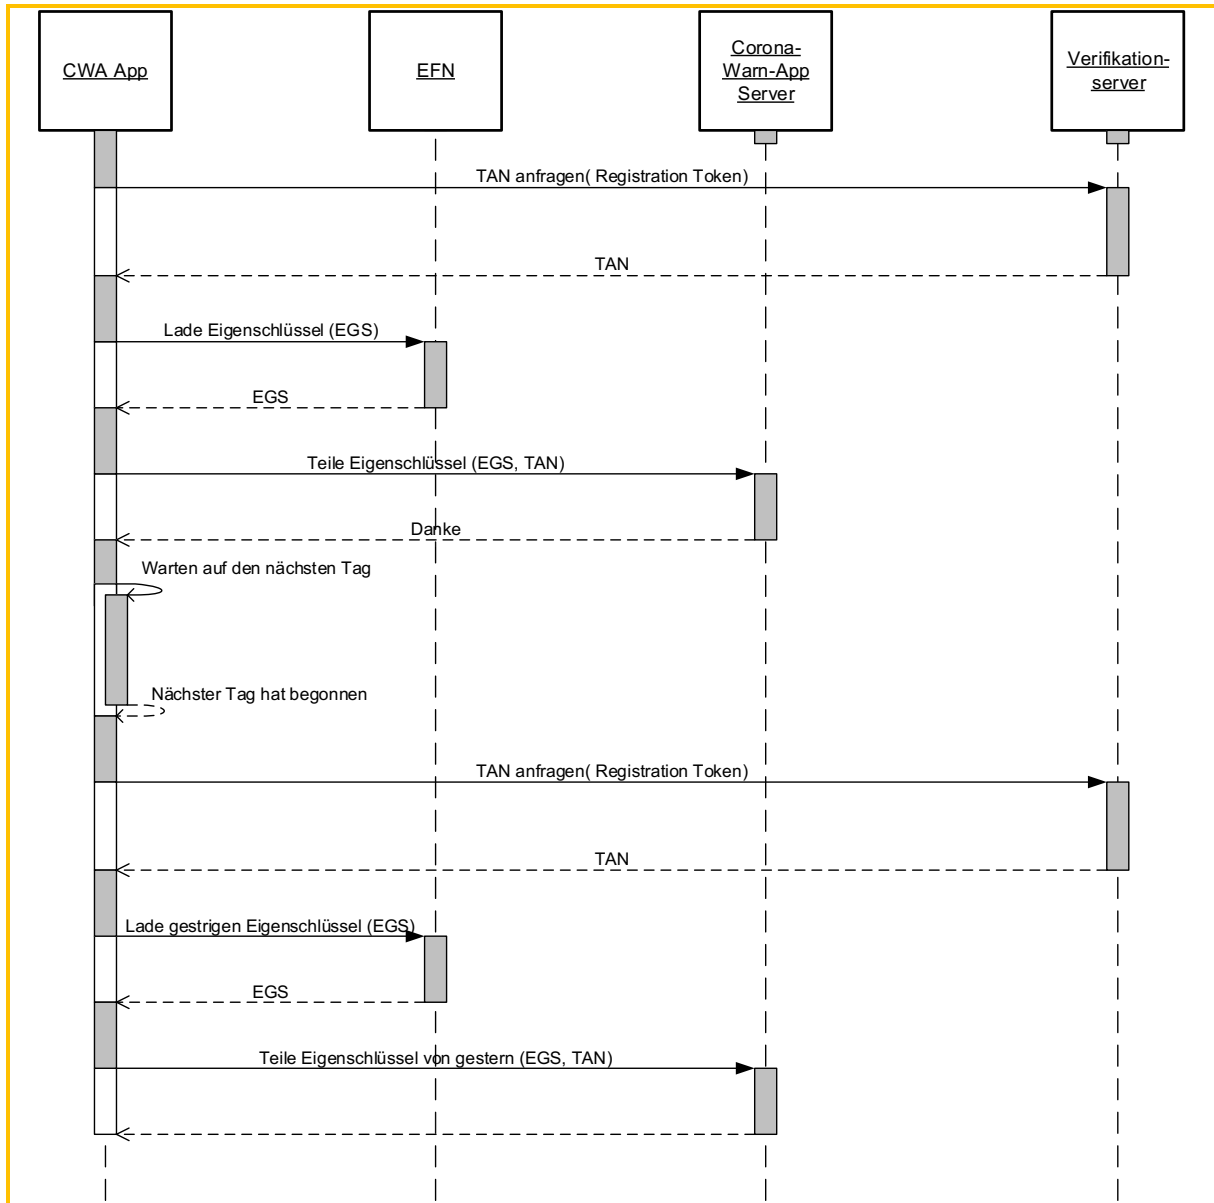 CWA App
EFN
Corona-
Warn-App
Server
Verifikation-
server
TAN anfragen( Registration Token)
TAN
Lade Eigenschlüssel (EGS)
EGS
Teile Eigenschlüssel (EGS, TAN)
Danke
Warten auf den nächsten Tag
Nächster Tag hat begonnen
TAN anfragen( Registration Token)
TAN
Lade gestrigen Eigenschlüssel (EGS)
EGS
Teile Eigenschlüssel von gestern (EGS, TAN)